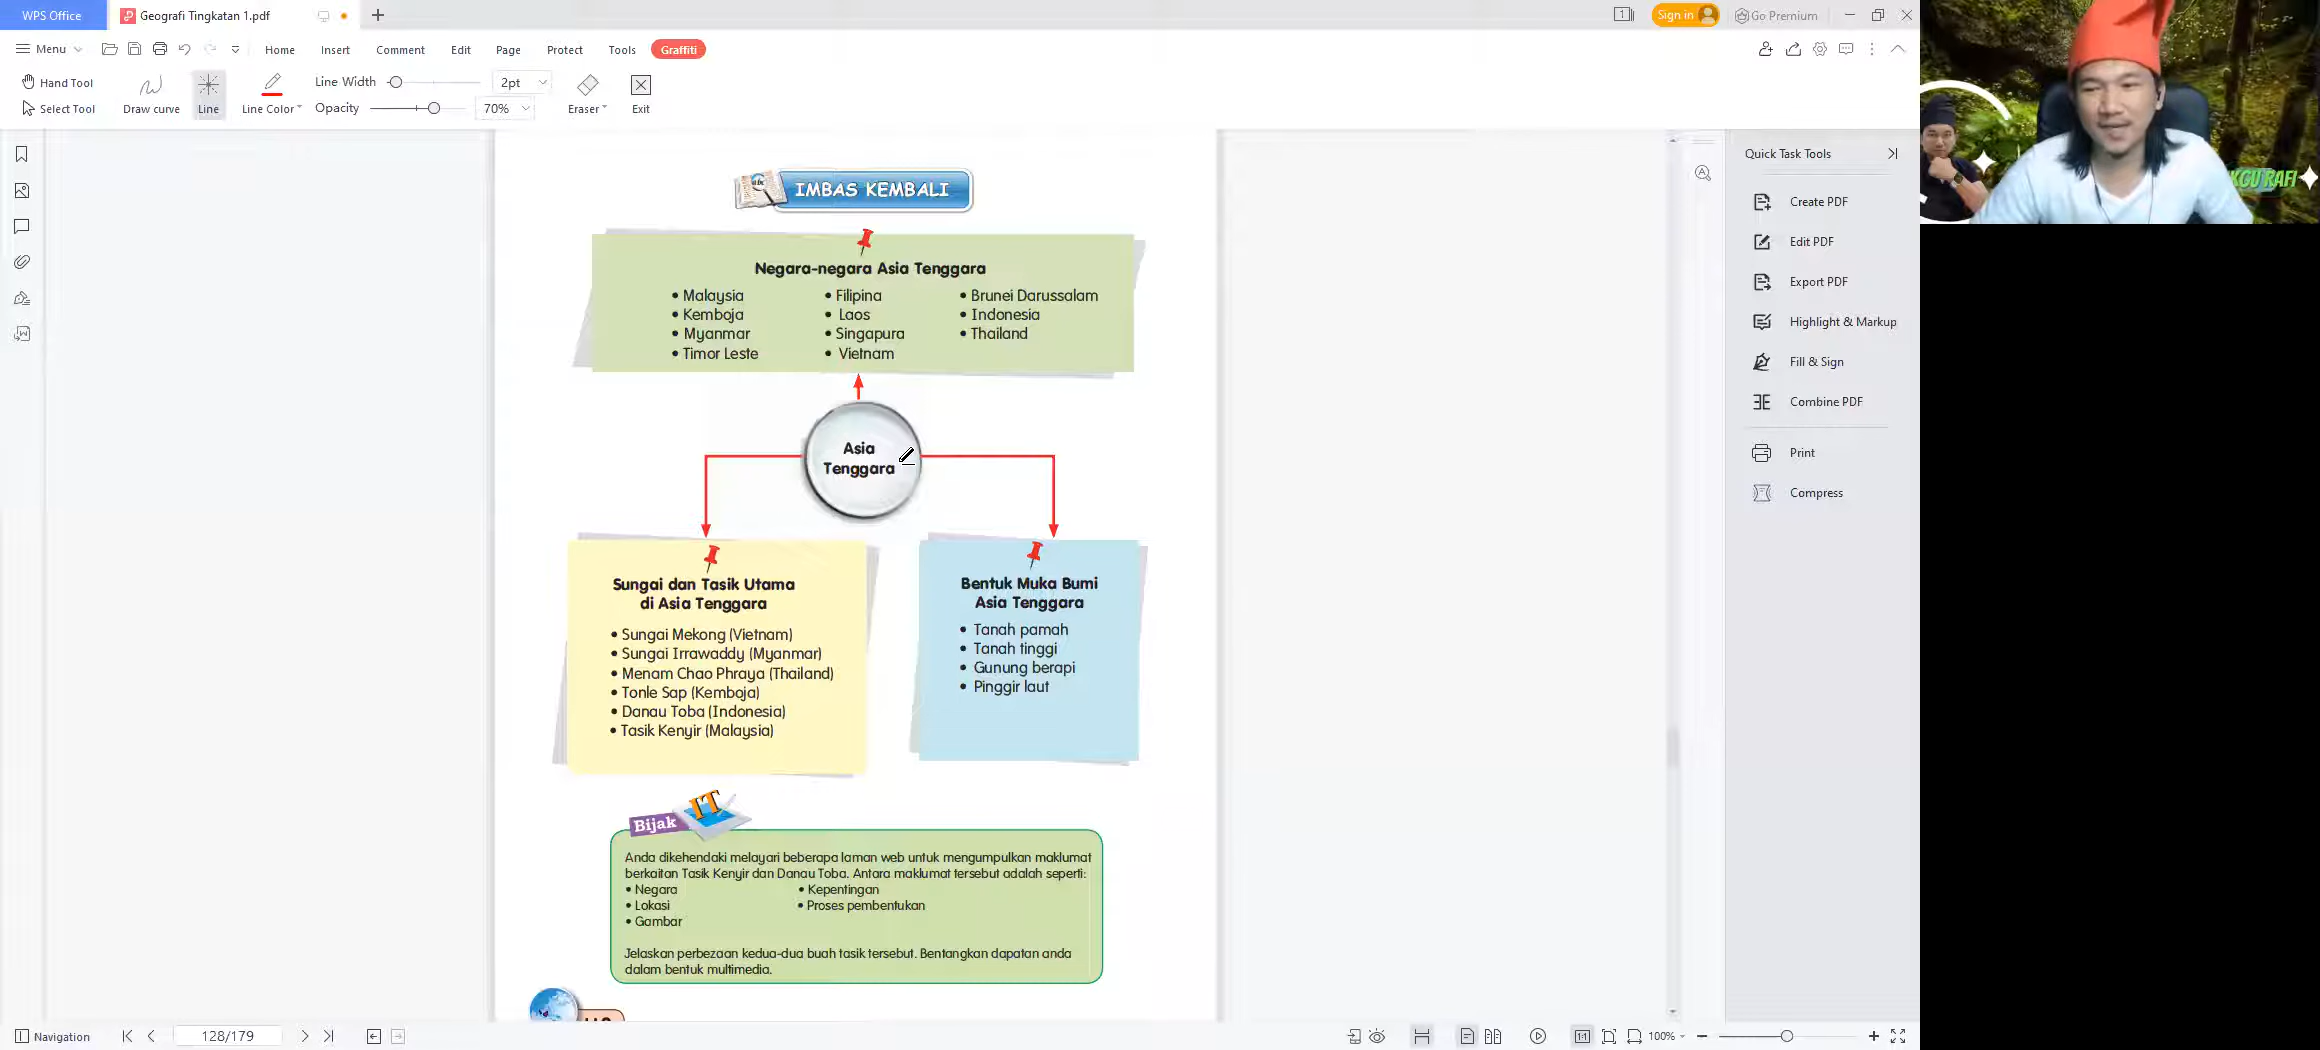 WPS Office
Geografi Tingkatan 1.pdf
1
Sign in
Go Premium
Menu
Home
Insert
Comment
Edit
Page
Protect
Tools
Graffiti
Hand Tool
Select Tool
Draw curve
Line
Line Color
Line Width
2pt
Opacity
70%
Eraser
Exit
IMBAS KEMBALI
Negara-negara Asia Tenggara
• Malaysia
• Kemboja
• Myanmar
• Timor Leste
• Filipina
• Laos
• Singapura
• Vietnam
• Brunei Darussalam
• Indonesia
• Thailand
Asia
Tenggara
Sungai dan Tasik Utama
di Asia Tenggara
• Sungai Mekong (Vietnam)
• Sungai Irrawaddy (Myanmar)
• Menam Chao Phraya (Thailand)
• Tonle Sap (Kemboja)
• Danau Toba (Indonesia)
• Tasik Kenyir (Malaysia)
Bentuk Muka Bumi
Asia Tenggara
• Tanah pamah
• Tanah tinggi
• Gunung berapi
• Pinggir laut
Bijak IT
Anda dikehendaki melayari beberapa laman web untuk mengumpulkan maklumat
berkaitan Tasik Kenyir dan Danau Toba. Antara maklumat tersebut adalah seperti:
• Negara
• Lokasi
• Gambar
• Kepentingan
• Proses pembentukan
Jelaskan perbezaan kedua-dua buah tasik tersebut. Bentangkan dapatan anda
dalam bentuk multimedia.
Quick Task Tools
Create PDF
Edit PDF
Export PDF
Highlight & Markup
Fill & Sign
Combine PDF
Print
Compress
KGU RAFI
Navigation
128/179
1:1
100%